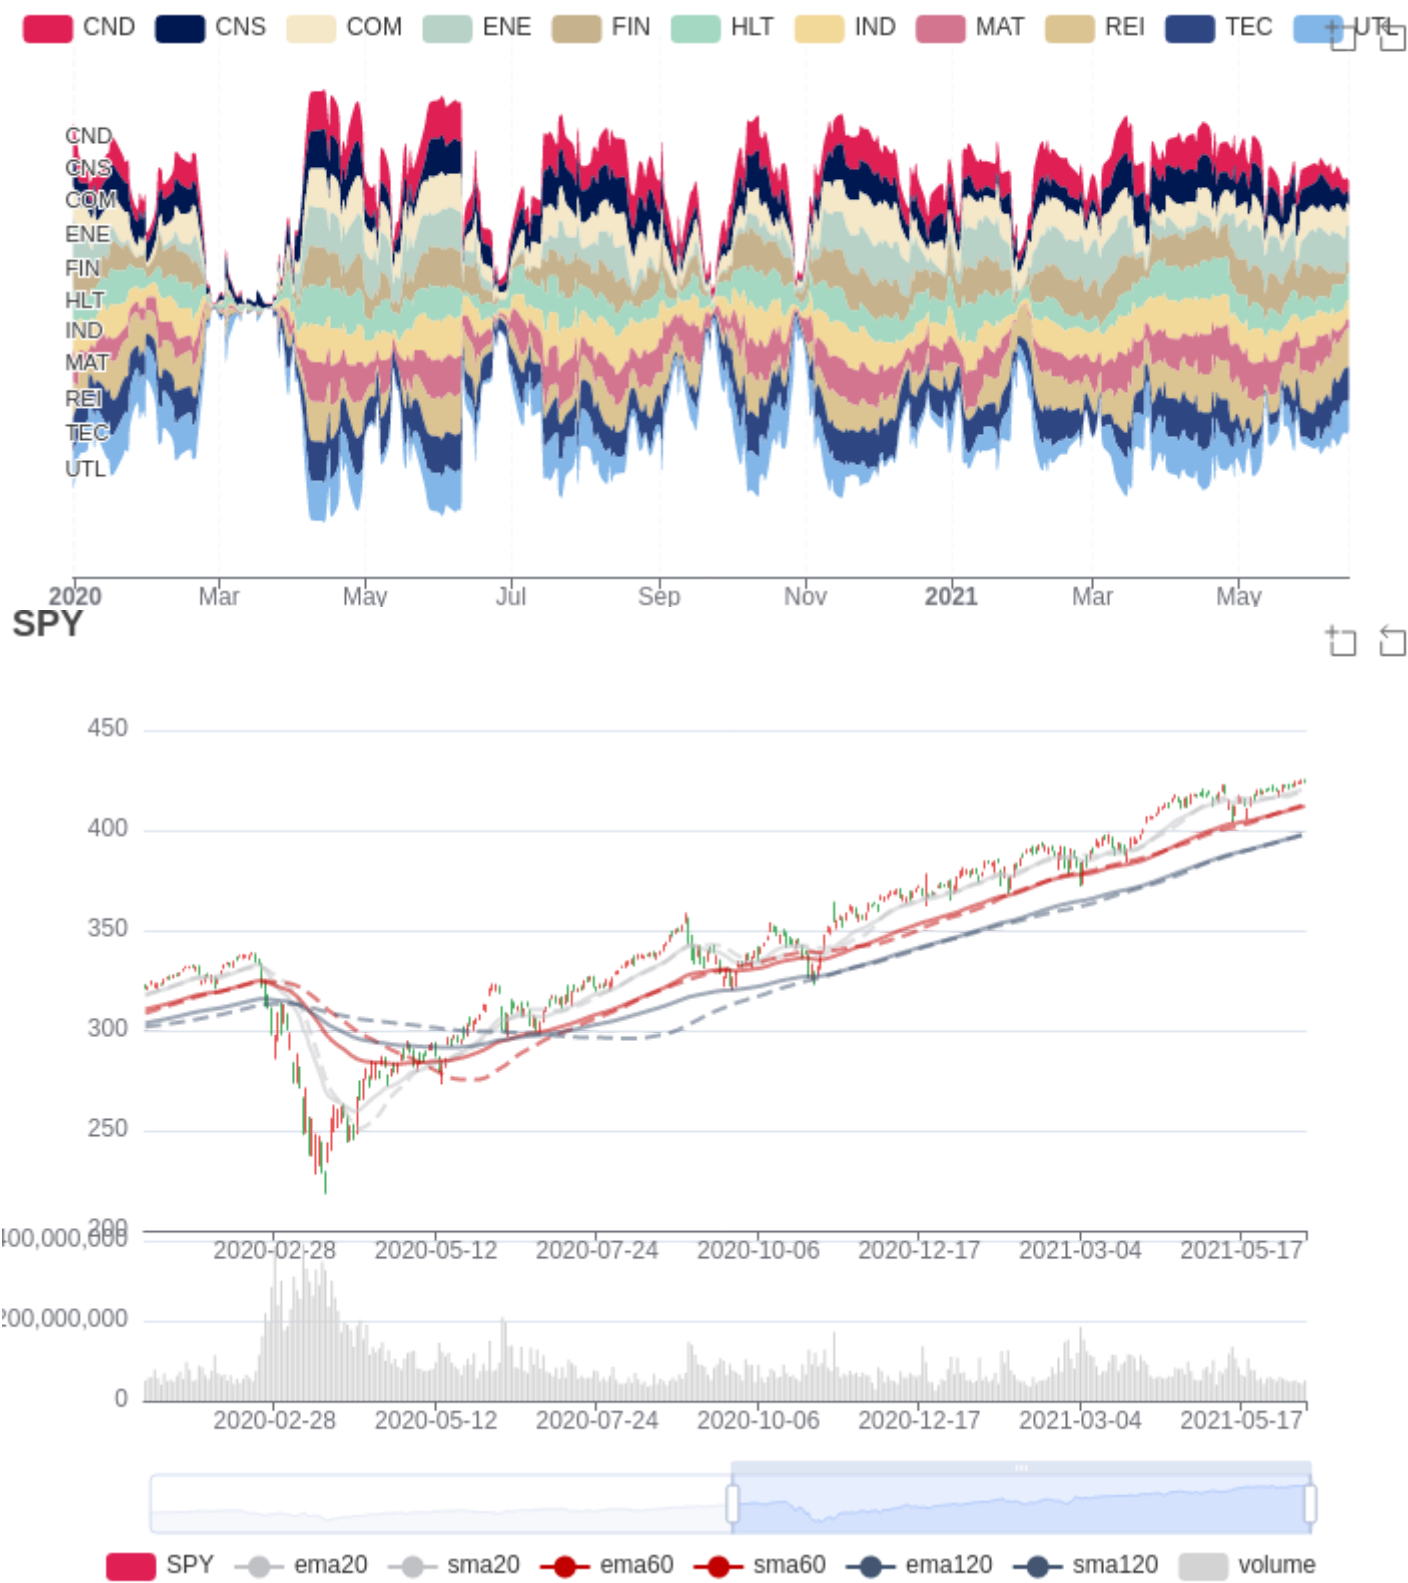 CND CNS COM ENE FIN HLT IND MAT REI TEC UTL
CND
CNS
COM
ENE
FIN
HLT
IND
MAT
REI
TEC
UTL
2020 Mar May Jul Sep Nov 2021 Mar May
SPY
450
400
350
300
250
200
2020-02-28 2020-05-12 2020-07-24 2020-10-06 2020-12-17 2021-03-04 2021-05-17
400,000,000
200,000,000
0
2020-02-28 2020-05-12 2020-07-24 2020-10-06 2020-12-17 2021-03-04 2021-05-17
SPY ema20 sma20 ema60 sma60 ema120 sma120 volume